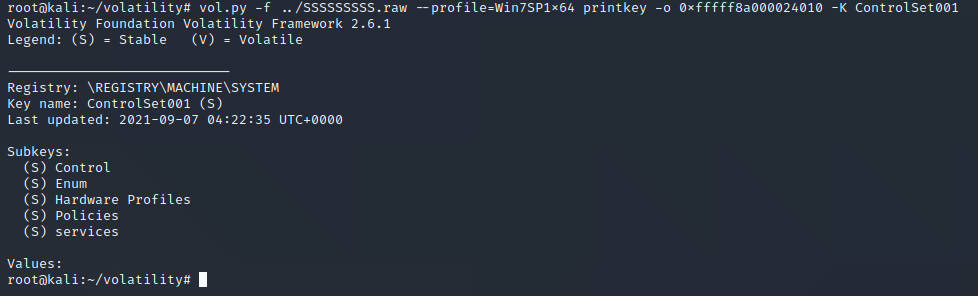 root@kali:~/volatility# vol.py -f ../SSSSSSSSS.raw --profile=Win7SP1×64 printkey -o 0×fffff8a000024010 -K ControlSet001
Volatility Foundation Volatility Framework 2.6.1
Legend: (S) = Stable   (V) = Volatile

----------------------------
Registry: \REGISTRY\MACHINE\SYSTEM
Key name: ControlSet001 (S)
Last updated: 2021-09-07 04:22:35 UTC+0000

Subkeys:
  (S) Control
  (S) Enum
  (S) Hardware Profiles
  (S) Policies
  (S) services

Values:
root@kali:~/volatility#